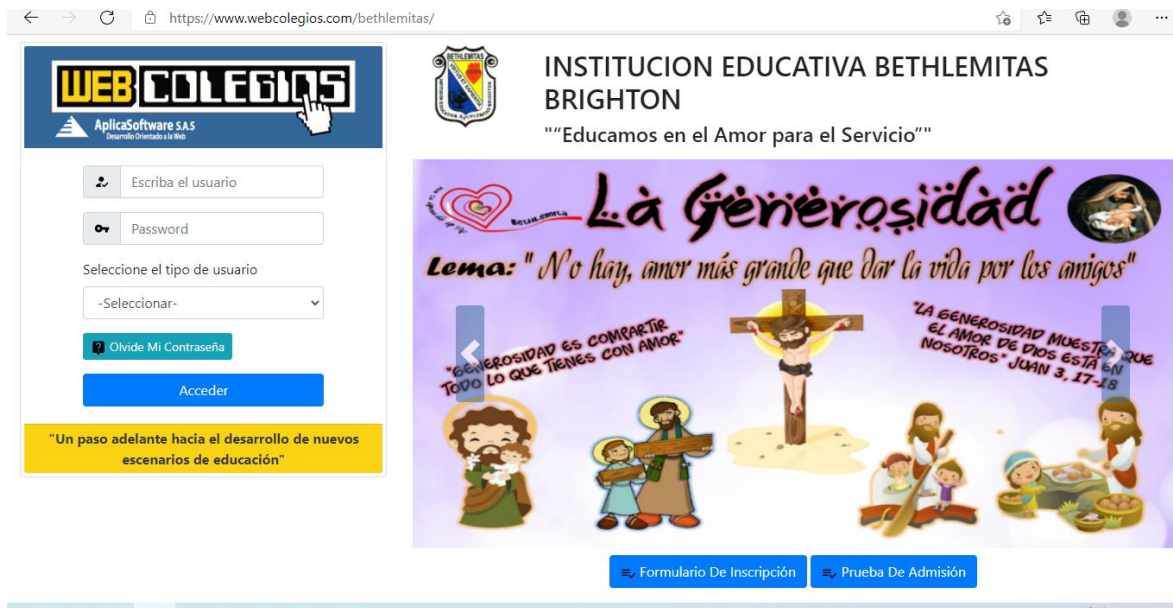 https://www.webcolegios.com/bethlemitas/
WEB COLEGIOS
AplicaSoftware S.A.S
Desarrollo Orientado a la Web
Escriba el usuario
Password
Seleccione el tipo de usuario
-Seleccionar-
Olvide Mi Contraseña
Acceder
"Un paso adelante hacia el desarrollo de nuevos
escenarios de educación"
BETHLEMITAS
INSTITUCION EDUCATIVA BETHLEMITAS
BRIGHTON
"“Educamos en el Amor para el Servicio”"
La Generosidad
Lema: "No hay, amor más grande que dar la vida por los amigos"
"GENEROSIDAD ES COMPARTIR
TODO LO QUE TIENES CON AMOR"
"LA GENEROSIDAD MUESTRA QUE
EL AMOR DE DIOS ESTÁ EN
NOSOTROS" JUAN 3, 17-18
Formulario De Inscripción
Prueba De Admisión